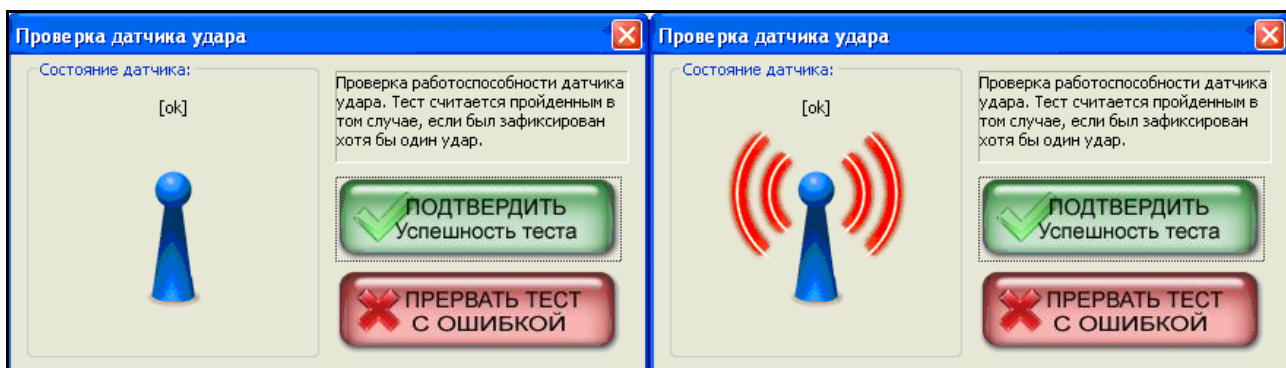 Проверка датчика удара
Состояние датчика:
[ok]
Проверка работоспособности датчика
удара. Тест считается пройденным в
том случае, если был зафиксирован
хотя бы один удар.
ПОДТВЕРДИТЬ
Успешность теста
ПРЕРВАТЬ ТЕСТ
С ОШИБКОЙ
Проверка датчика удара
Состояние датчика:
[ok]
Проверка работоспособности датчика
удара. Тест считается пройденным в
том случае, если был зафиксирован
хотя бы один удар.
ПОДТВЕРДИТЬ
Успешность теста
ПРЕРВАТЬ ТЕСТ
С ОШИБКОЙ